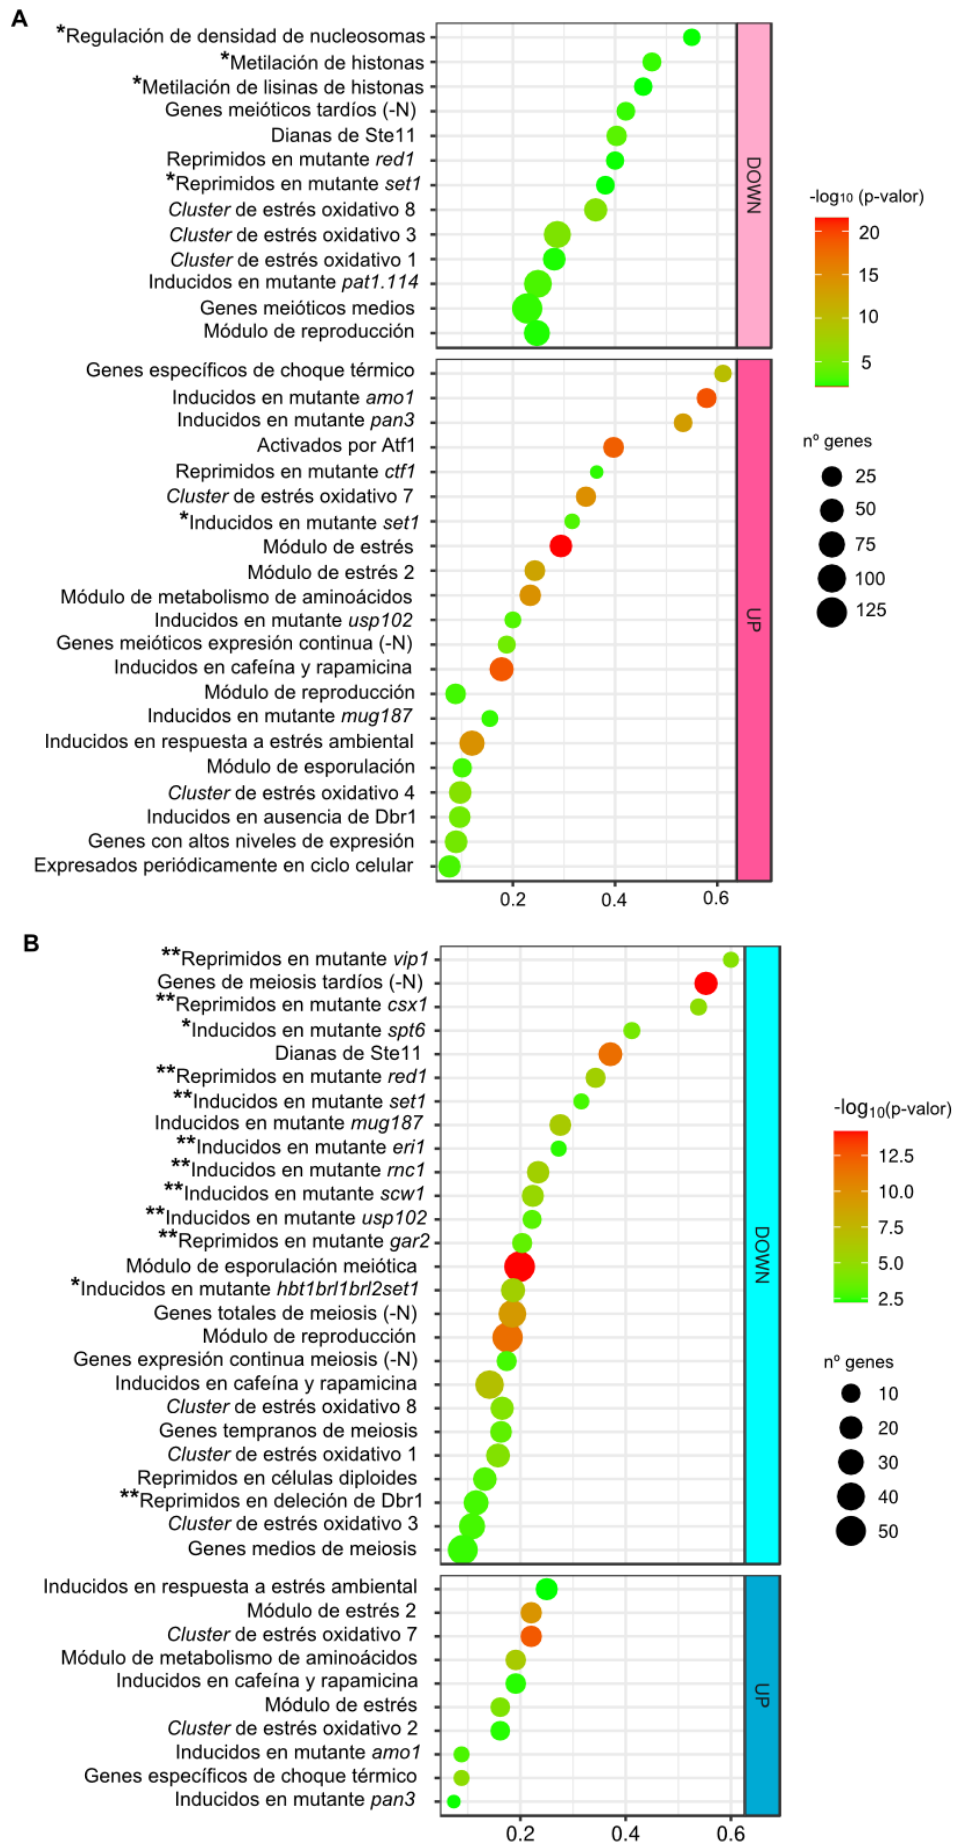 A
*Regulación de densidad de nucleosomas
*Metilación de histonas
*Metilación de lisinas de histonas
Genes meióticos tardíos (-N)
Dianas de Ste11
Reprimidos en mutante red1
*Reprimidos en mutante set1
Cluster de estrés oxidativo 8
Cluster de estrés oxidativo 3
Cluster de estrés oxidativo 1
Inducidos en mutante pat1.114
Genes meióticos medios
Módulo de reproducción
DOWN
Genes específicos de choque térmico
Inducidos en mutante amo1
Inducidos en mutante pan3
Activados por Atf1
Reprimidos en mutante ctf1
Cluster de estrés oxidativo 7
*Inducidos en mutante set1
Módulo de estrés
Módulo de estrés 2
Módulo de metabolismo de aminoácidos
Inducidos en mutante usp102
Genes meióticos expresión continua (-N)
Inducidos en cafeína y rapamicina
Módulo de reproducción
Inducidos en mutante mug187
Inducidos en respuesta a estrés ambiental
Módulo de esporulación
Cluster de estrés oxidativo 4
Inducidos en ausencia de Dbr1
Genes con altos niveles de expresión
Expresados periódicamente en ciclo celular
UP
0.2 0.4 0.6
-log10 (p-valor)
20
15
10
5
nº genes
25
50
75
100
125
B
**Reprimidos en mutante vip1
Genes de meiosis tardíos (-N)
**Reprimidos en mutante csx1
*Inducidos en mutante spt6
Dianas de Ste11
**Reprimidos en mutante red1
**Inducidos en mutante set1
Inducidos en mutante mug187
**Inducidos en mutante eri1
**Inducidos en mutante rnc1
**Inducidos en mutante scw1
**Inducidos en mutante usp102
**Reprimidos en mutante gar2
Módulo de esporulación meiótica
*Inducidos en mutante hbt1brl1brl2set1
Genes totales de meiosis (-N)
Módulo de reproducción
Genes expresión continua meiosis (-N)
Inducidos en cafeína y rapamicina
Cluster de estrés oxidativo 8
Genes tempranos de meiosis
Cluster de estrés oxidativo 1
Reprimidos en células diploides
**Reprimidos en deleción de Dbr1
Cluster de estrés oxidativo 3
Genes medios de meiosis
DOWN
Inducidos en respuesta a estrés ambiental
Módulo de estrés 2
Cluster de estrés oxidativo 7
Módulo de metabolismo de aminoácidos
Inducidos en cafeína y rapamicina
Módulo de estrés
Cluster de estrés oxidativo 2
Inducidos en mutante amo1
Genes específicos de choque térmico
Inducidos en mutante pan3
UP
0.2 0.4 0.6
-log10(p-valor)
12.5
10.0
7.5
5.0
2.5
nº genes
10
20
30
40
50